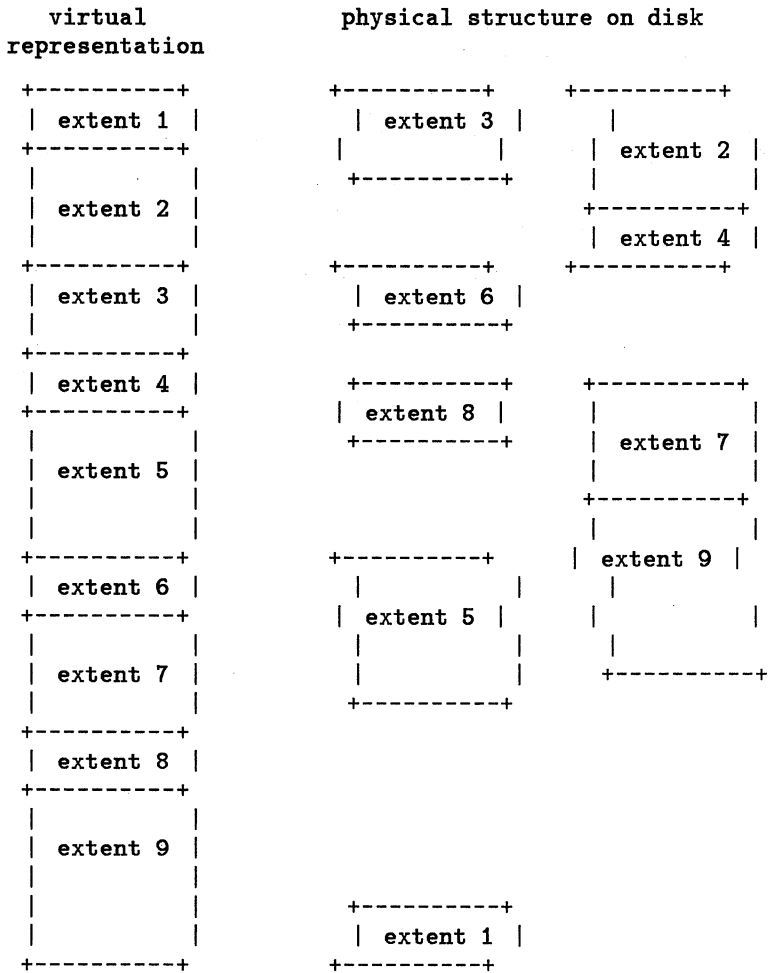 virtual
representation
extent 1
extent 2
extent 3
extent 4
extent 5
extent 6
extent 7
extent 8
extent 9
physical structure on disk
extent 3
extent 6
extent 8
extent 5
extent 1
extent 2
extent 4
extent 7
extent 9